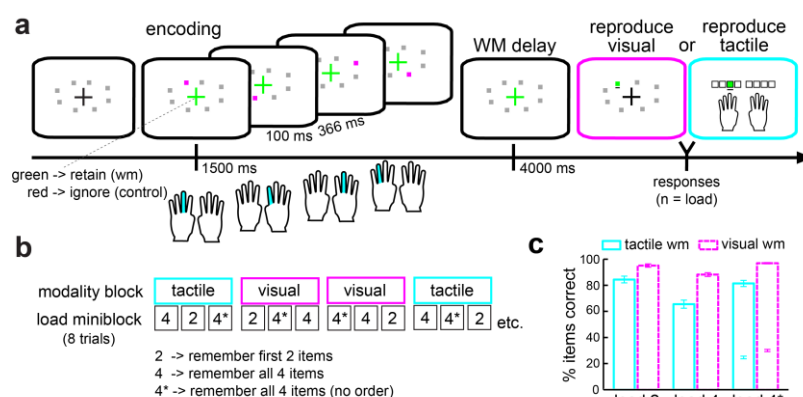 a
encoding
WM delay
reproduce visual
or
reproduce tactile
100 ms
366 ms
1500 ms
4000 ms
green -> retain (wm)
red -> ignore (control)
responses
(n = load)
b
modality block
tactile
visual
visual
tactile
load miniblock
(8 trials)
4 2 4* 2 4* 4 4* 4 2 4 4* 2 etc.
2 -> remember first 2 items
4 -> remember all 4 items
4* -> remember all 4 items (no order)
c
tactile wm
visual wm
% items correct
100
80
60
40
20
0